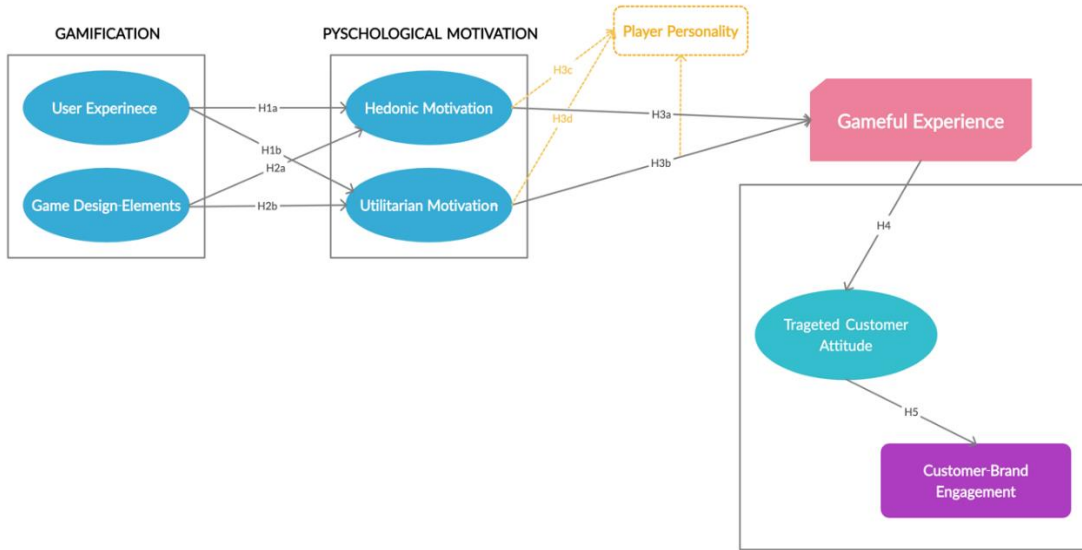 GAMIFICATION
PYSCHOLOGICAL MOTIVATION
Player Personality
User Experinece
H1a
Hedonic Motivation
H3c
H3d
H3a
Gameful Experience
H1b
H2a
Game Design-Elements
H2b
Utilitarian Motivation
H3b
H4
Trageted Customer
Attitude
H5
Customer-Brand
Engagement